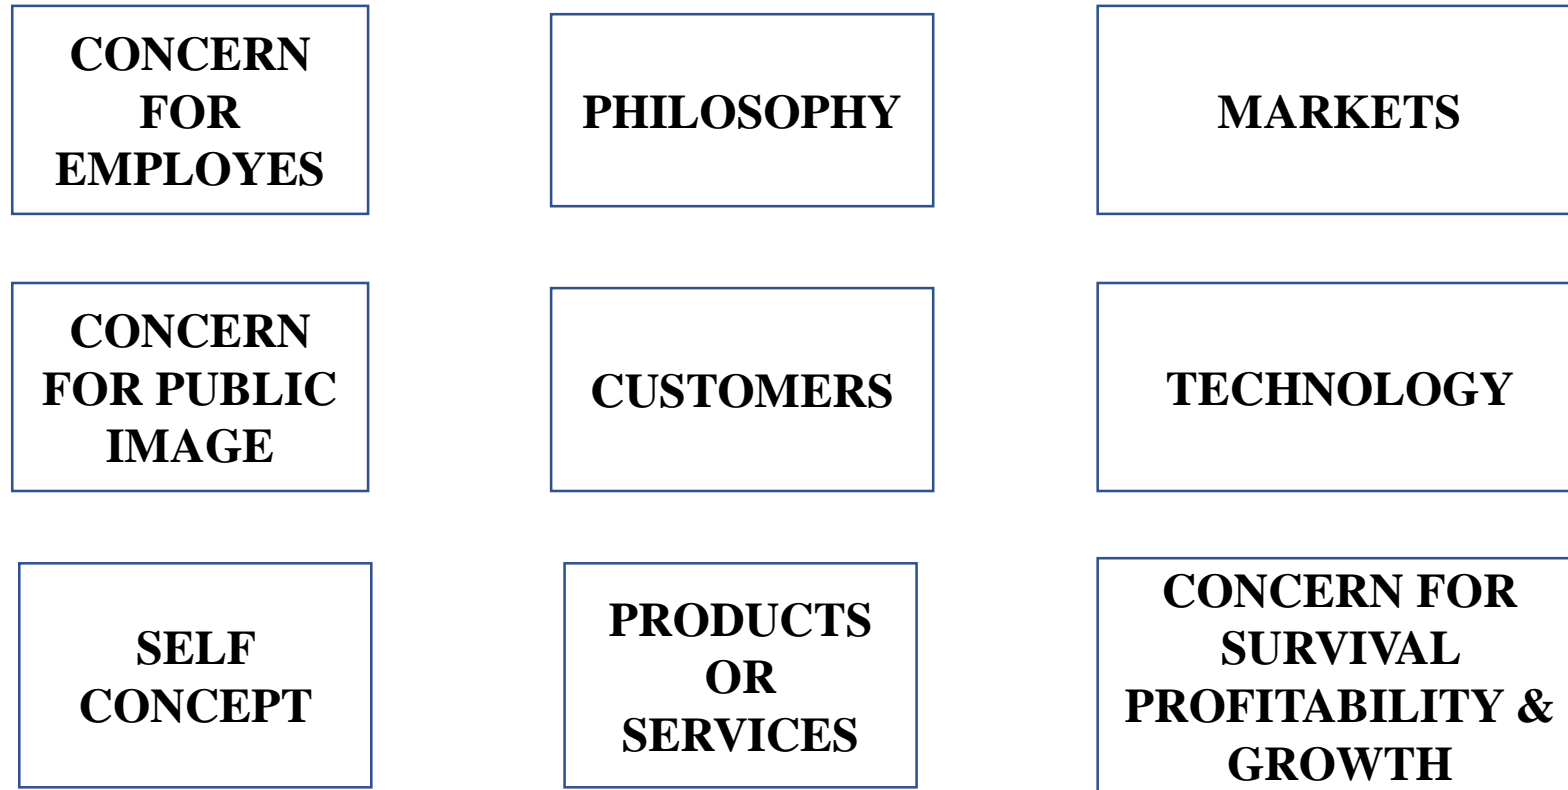 CONCERN
FOR
EMPLOYES
PHILOSOPHY
MARKETS
CONCERN
FOR PUBLIC
IMAGE
CUSTOMERS
TECHNOLOGY
SELF
CONCEPT
PRODUCTS
OR
SERVICES
CONCERN FOR
SURVIVAL
PROFITABILITY &
GROWTH